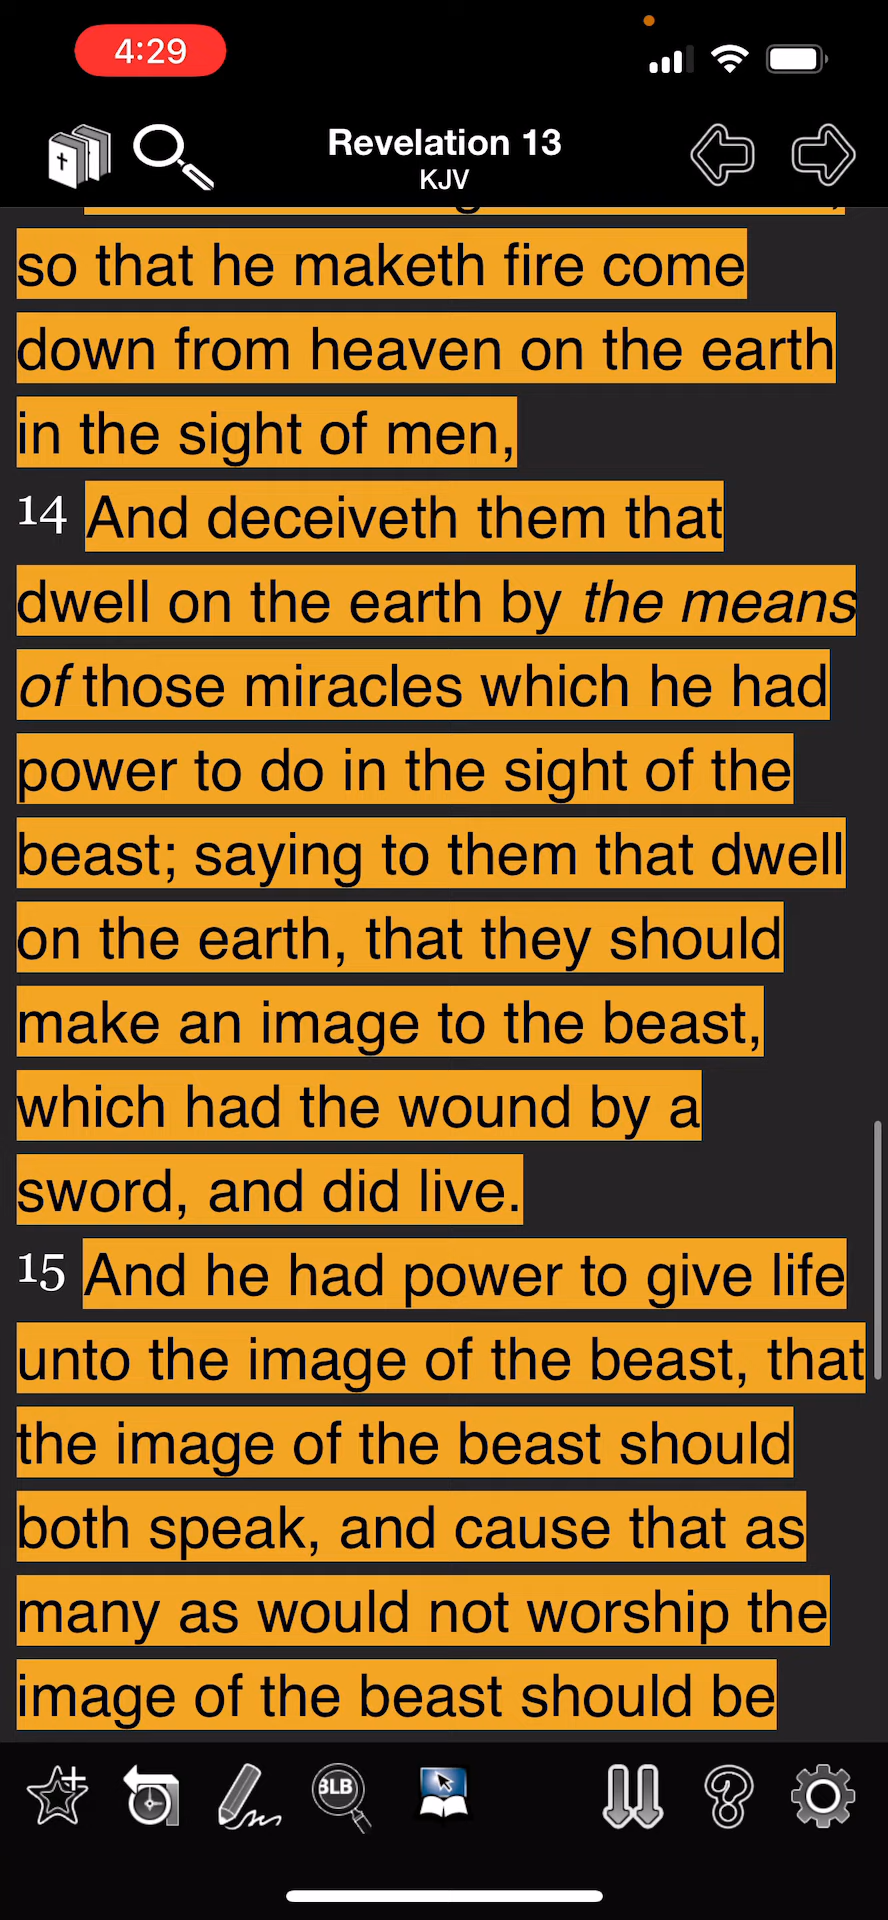 4:29
Revelation 13
KJV
so that he maketh fire come
down from heaven on the earth
in the sight of men,
14 And deceiveth them that
dwell on the earth by the means
of those miracles which he had
power to do in the sight of the
beast; saying to them that dwell
on the earth, that they should
make an image to the beast,
which had the wound by a
sword, and did live.
15 And he had power to give life
unto the image of the beast, that
the image of the beast should
both speak, and cause that as
many as would not worship the
image of the beast should be
BLB